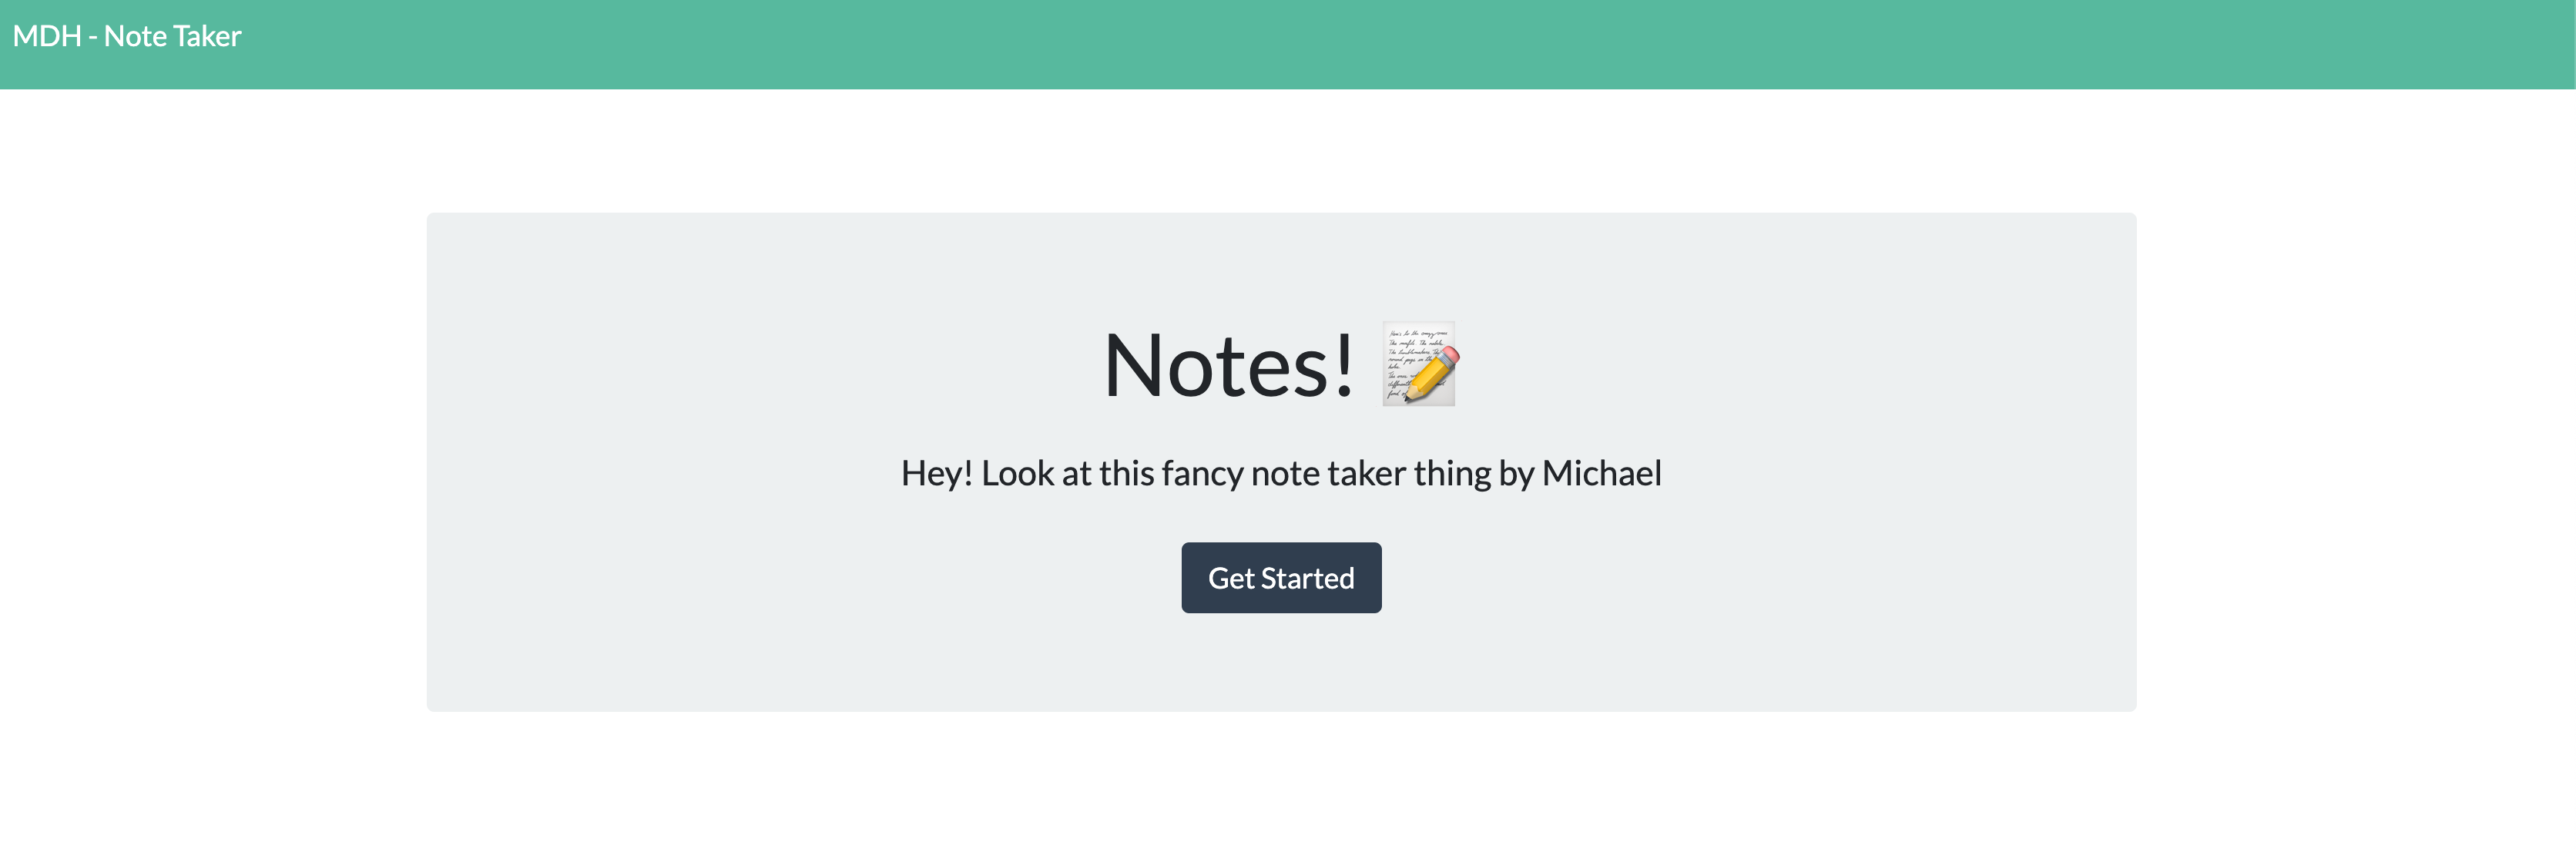 MDH - Note Taker
Notes! 📝
Hey! Look at this fancy note taker thing by Michael
Get Started